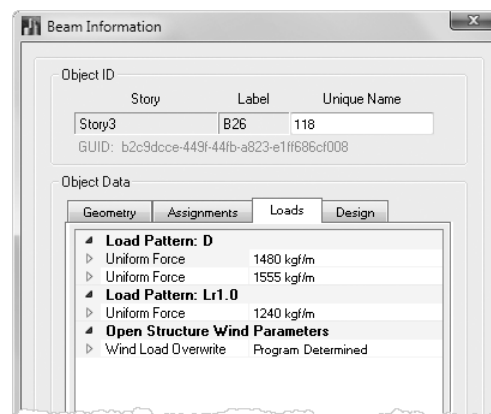 Beam Information
Object ID
Story Label Unique Name
Story3 B26 118
GUID: b2c9dcce-449f-44fb-a823-e1ff686cf008
Object Data
Geometry Assignments Loads Design
Load Pattern: D
Uniform Force 1480 kgf/m
Uniform Force 1555 kgf/m
Load Pattern: Lr1.0
Uniform Force 1240 kgf/m
Open Structure Wind Parameters
Wind Load Overwrite Program Determined